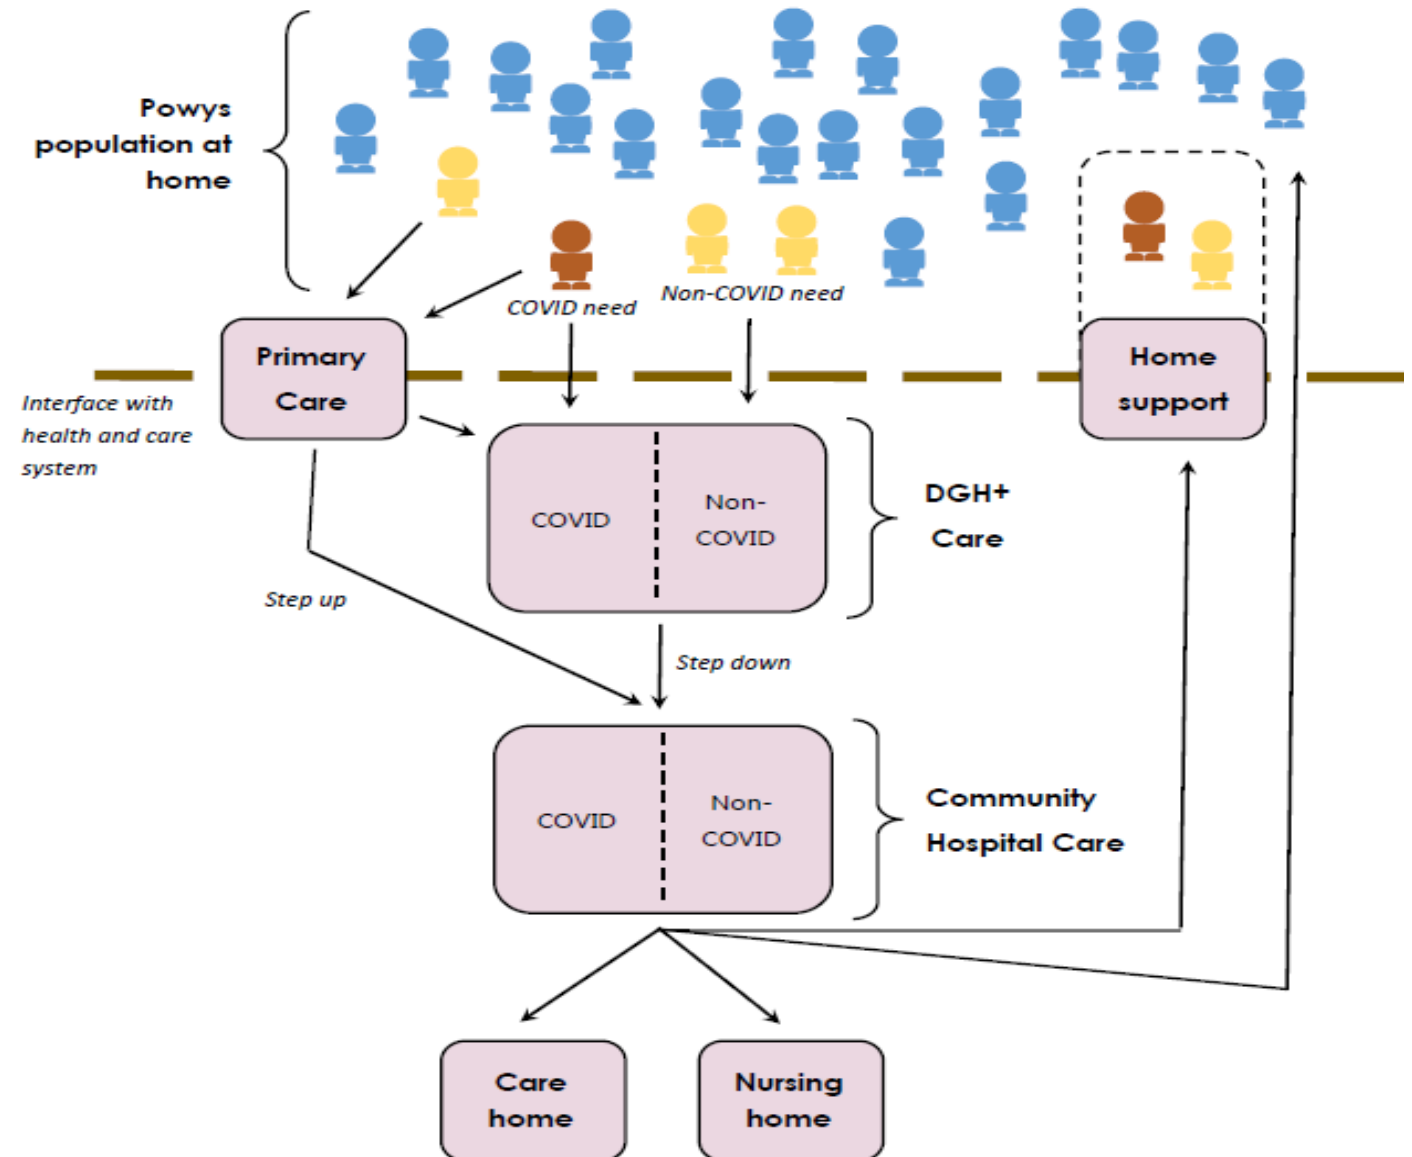 Powys
population at
home
COVID need
Non-COVID need
Primary
Care
Home
support
Interface with
health and care
system
COVID
Non-
COVID
DGH+
Care
Step up
Step down
COVID
Non-
COVID
Community
Hospital Care
Care
home
Nursing
home